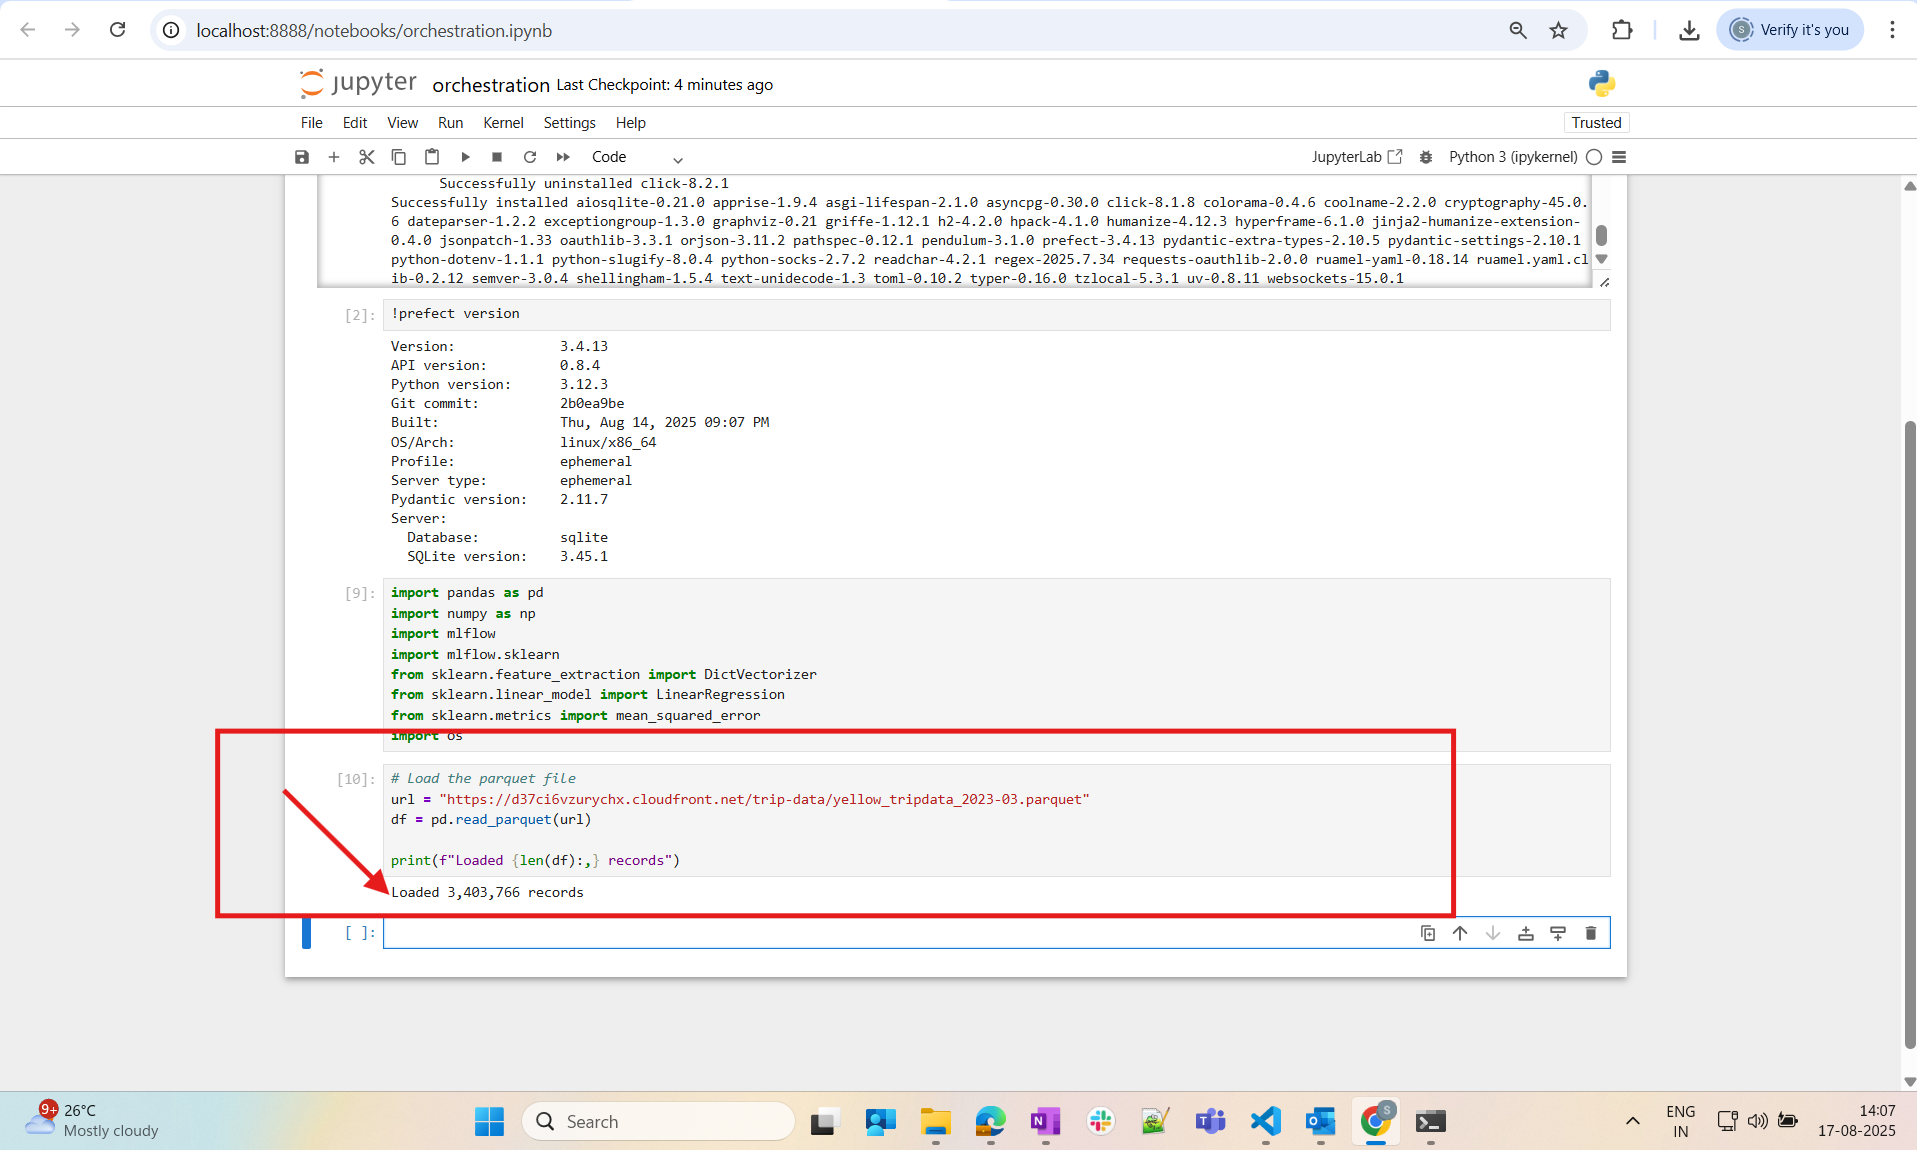 localhost:8888/notebooks/orchestration.ipynb
S
Verify it's you
jupyter orchestration Last Checkpoint: 4 minutes ago
File Edit View Run Kernel Settings Help
Trusted
Code
JupyterLab
Python 3 (ipykernel)
Successfully uninstalled click-8.2.1
Successfully installed aiosqlite-0.21.0 apprise-1.9.4 asgi-lifespan-2.1.0 asyncpg-0.30.0 click-8.1.8 colorama-0.4.6 coolname-2.2.0 cryptography-45.0.
6 dateparser-1.2.2 exceptiongroup-1.3.0 graphviz-0.21 griffe-1.12.1 h2-4.2.0 hpack-4.1.0 humanize-4.12.3 hyperframe-6.1.0 jinja2-humanize-extension-
0.4.0 jsonpatch-1.33 oauthlib-3.3.1 orjson-3.11.2 pathspec-0.12.1 pendulum-3.1.0 prefect-3.4.13 pydantic-extra-types-2.10.5 pydantic-settings-2.10.1
python-dotenv-1.1.1 python-slugify-8.0.4 python-socks-2.7.2 readchar-4.2.1 regex-2025.7.34 requests-oauthlib-2.0.0 ruamel-yaml-0.18.14 ruamel.yaml.cl
ib-0.2.12 semver-3.0.4 shellingham-1.5.4 text-unidecode-1.3 toml-0.10.2 typer-0.16.0 tzlocal-5.3.1 uv-0.8.11 websockets-15.0.1
[2]: !prefect version
Version: 3.4.13
API version: 0.8.4
Python version: 3.12.3
Git commit: 2b0ea9be
Built: Thu, Aug 14, 2025 09:07 PM
OS/Arch: linux/x86_64
Profile: ephemeral
Server type: ephemeral
Pydantic version: 2.11.7
Server:
Database: sqlite
SQLite version: 3.45.1
[9]: import pandas as pd
import numpy as np
import mlflow
import mlflow.sklearn
from sklearn.feature_extraction import DictVectorizer
from sklearn.linear_model import LinearRegression
from sklearn.metrics import mean_squared_error
import os
[10]: # Load the parquet file
url = "https://d37ci6vzurychx.cloudfront.net/trip-data/yellow_tripdata_2023-03.parquet"
df = pd.read_parquet(url)
print(f"Loaded {len(df):,} records")
Loaded 3,403,766 records
[ ]:
9+
26°C
Mostly cloudy
Search
ENG
IN
14:07
17-08-2025